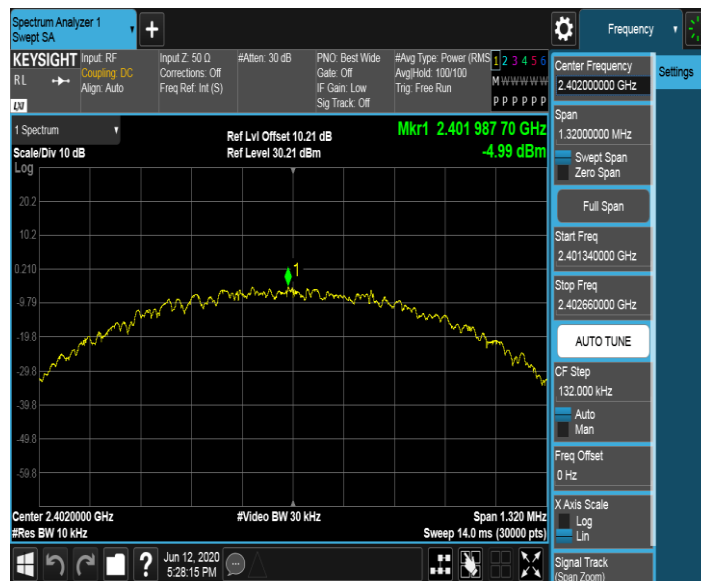 Spectrum Analyzer 1
Swept SA
+
Frequency
KEYSIGHT
RL
LXI
Input: RF
Coupling: DC
Align: Auto
Input Z: 50 Ω
Corrections: Off
Freq Ref: Int (S)
#Atten: 30 dB
PNO: Best Wide
Gate: Off
IF Gain: Low
Sig Track: Off
#Avg Type: Power (RMS
Avg|Hold: 100/100
Trig: Free Run
1 2 3 4 5 6
M W W W W W
P P P P P P
1 Spectrum
Scale/Div 10 dB
Log
Ref Lvl Offset 10.21 dB
Ref Level 30.21 dBm
Mkr1 2.401 987 70 GHz
-4.99 dBm
20.2
10.2
0.210
-9.79
-19.8
-29.8
-39.8
-49.8
-59.8
1
Center 2.4020000 GHz
#Res BW 10 kHz
#Video BW 30 kHz
Span 1.320 MHz
Sweep 14.0 ms (30000 pts)
Center Frequency
2.402000000 GHz
Settings
Span
1.32000000 MHz
Swept Span
Zero Span
Full Span
Start Freq
2.401340000 GHz
Stop Freq
2.402660000 GHz
AUTO TUNE
CF Step
132.000 kHz
Auto
Man
Freq Offset
0 Hz
X Axis Scale
Log
Lin
Signal Track
(Span Zoom)
?
Jun 12, 2020
5:28:15 PM